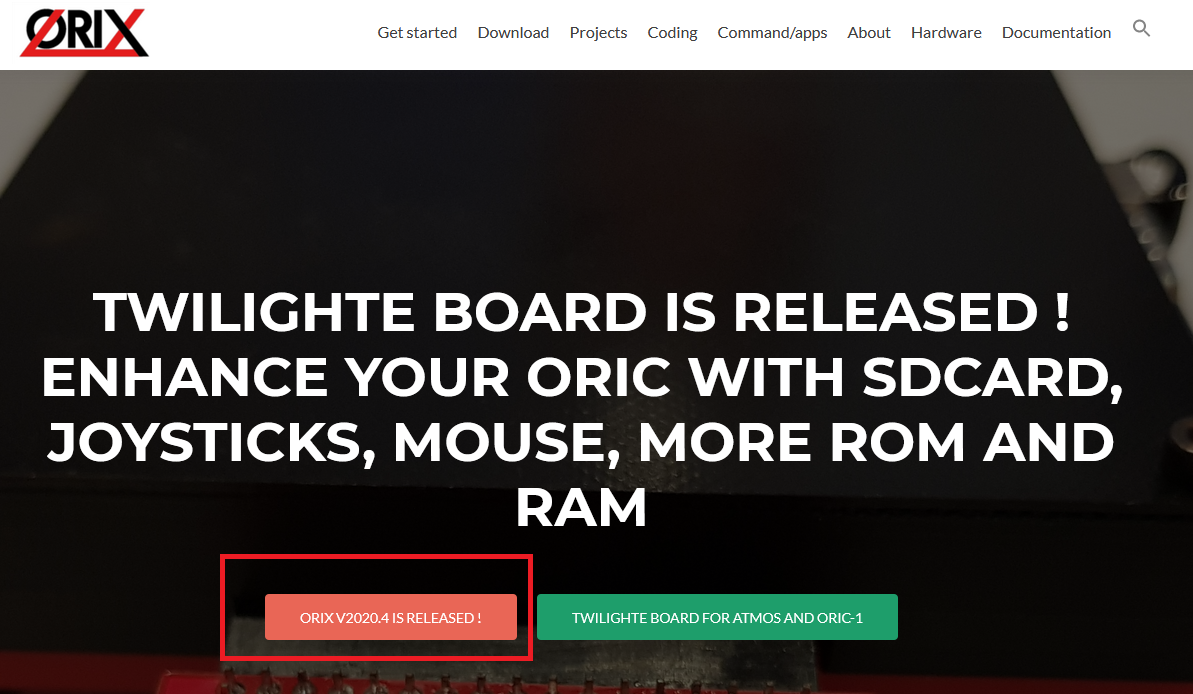 ORIX
Get started Download Projects Coding Command/apps About Hardware Documentation
TWILIGHTE BOARD IS RELEASED !
ENHANCE YOUR ORIC WITH SDCARD,
JOYSTICKS, MOUSE, MORE ROM AND
RAM
ORIX V2020.4 IS RELEASED ! TWILIGHTE BOARD FOR ATMOS AND ORIC-1